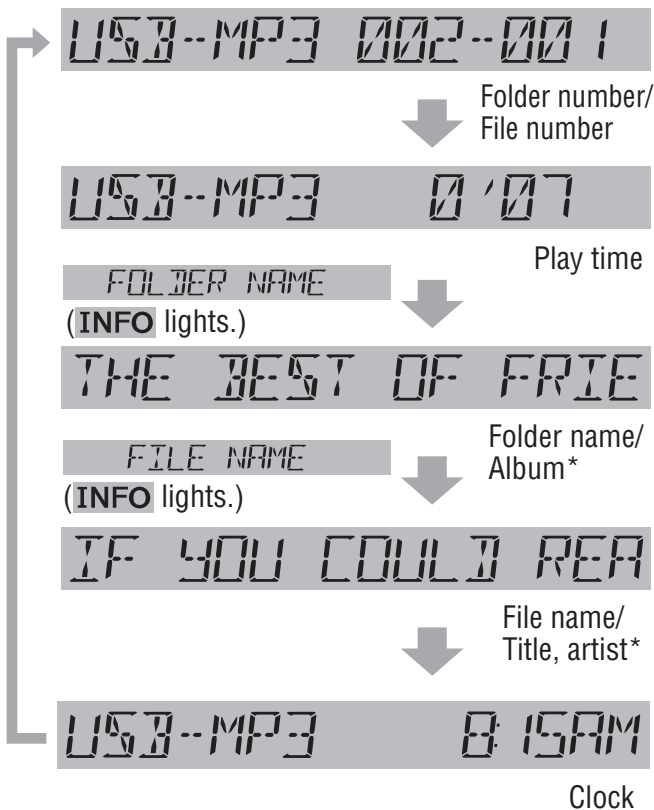 USB-MP3 002-001
Folder number/
File number
USB-MP3 0'07
Play time
FOLDER NAME
(INFO lights.)
THE BEST OF FRIE
Folder name/
Album*
FILE NAME
(INFO lights.)
IF YOU COULD REA
File name/
Title, artist*
USB-MP3 8:15AM
Clock